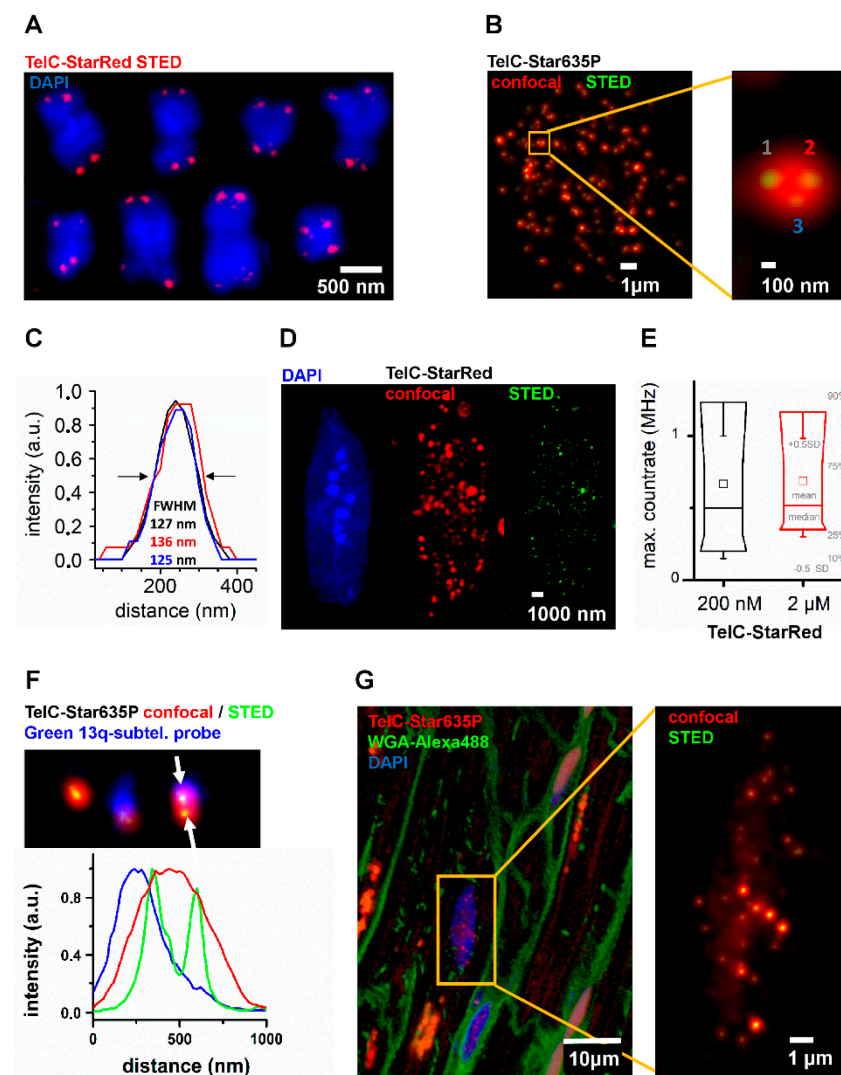 A
TelC-StarRed STED
DAPI
500 nm
B
TelC-Star635P
confocal STED
1 2
3
1µm
100 nm
C
intensity (a.u.)
1.0
0.8
0.6
0.4
0.2
0.0
FWHM
127 nm
136 nm
125 nm
200 400
distance (nm)
D
DAPI TelC-StarRed
confocal STED
1000 nm
E
max. countrate (MHz)
1
0
90%
+0.5SD
75%
mean
median
25%
10%
-0.5 SD
200 nM 2 µM
TelC-StarRed
F
TelC-Star635P confocal / STED
Green 13q-subtel. probe
intensity (a.u.)
0.8
0.4
0.0
0 500 1000
distance (nm)
G
TelC-Star635P
WGA-Alexa488
DAPI
10µm
confocal
STED
1 µm